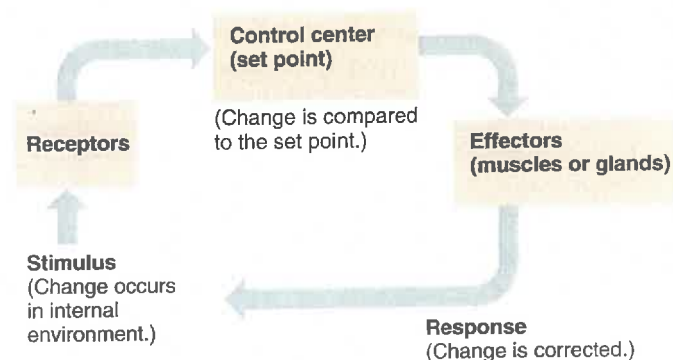 Control center
(set point)
(Change is compared
to the set point.)
Receptors
Effectors
(muscles or glands)
Stimulus
(Change occurs
in internal
environment.)
Response
(Change is corrected.)